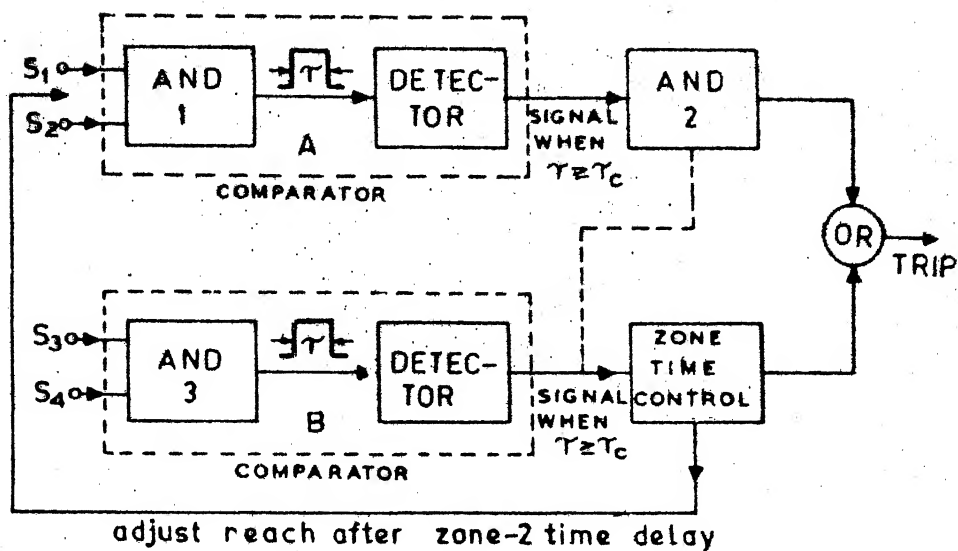 S₁
S₂
AND
1
τ
DETEC-
TOR
A
COMPARATOR
SIGNAL
WHEN
τ ≥ τc
AND
2
OR
TRIP
S₃
S₄
AND
3
τ
DETEC-
TOR
B
COMPARATOR
SIGNAL
WHEN
τ ≥ τc
ZONE
TIME
CONTROL
adjust reach after zone-2 time delay